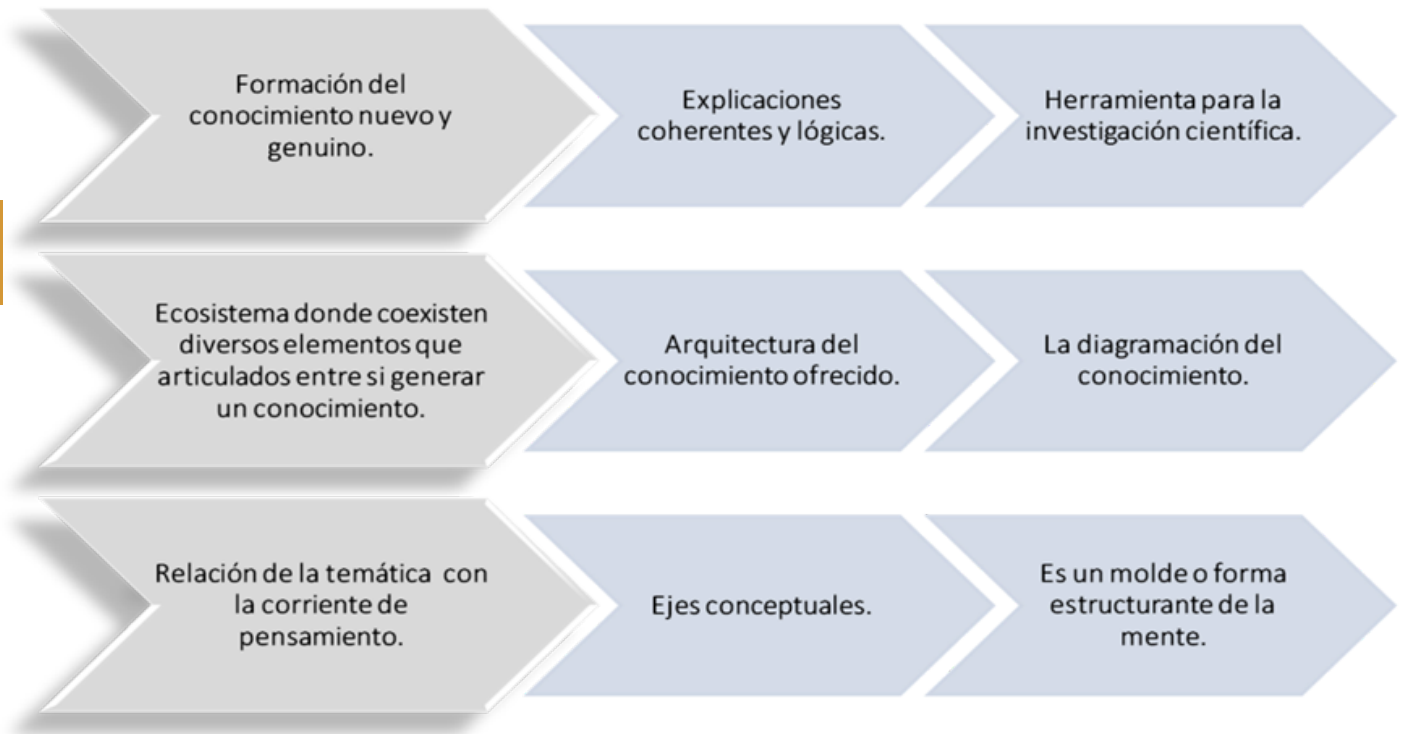 Formación del
conocimiento nuevo y
genuino.
Explicaciones
coherentes y lógicas.
Herramienta para la
investigación científica.
Ecosistema donde coexisten
diversos elementos que
articulados entre si generar
un conocimiento.
Arquitectura del
conocimiento ofrecido.
La diagramación del
conocimiento.
Relación de la temática con
la corriente de
pensamiento.
Ejes conceptuales.
Es un molde o forma
estructurante de la
mente.